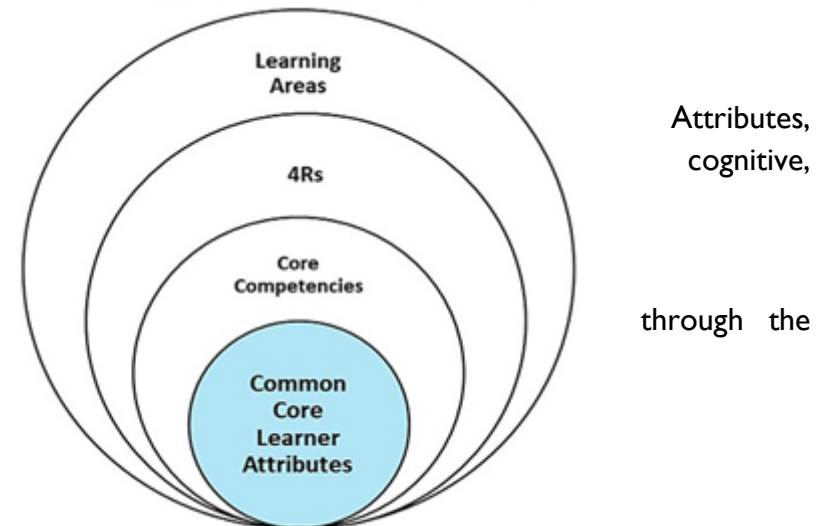 Learning
Areas
Attributes,
cognitive,
4Rs
Core
Competencies
through the
Common
Core
Learner
Attributes